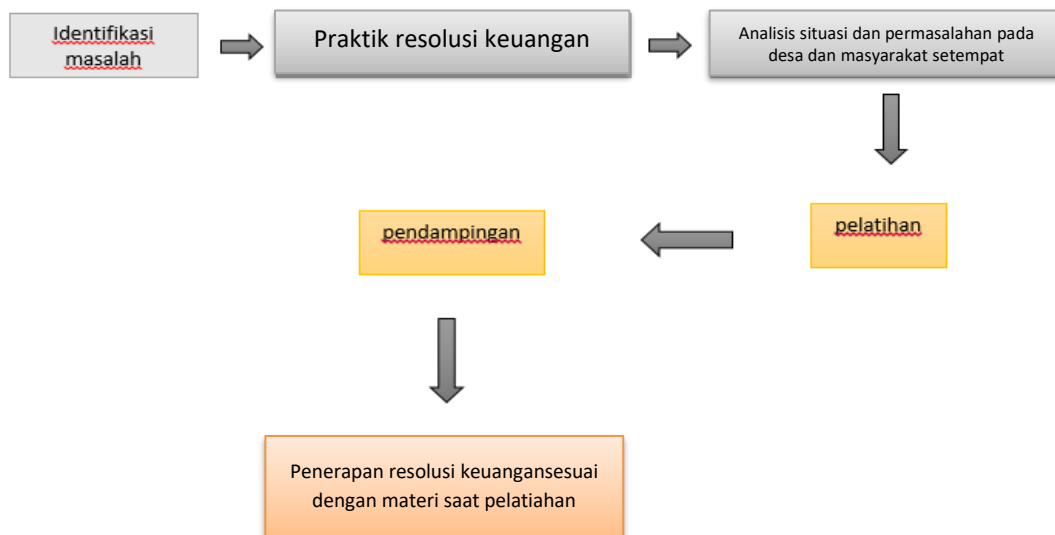 Identifikasi
masalah
Praktik resolusi keuangan
Analisis situasi dan permasalahan pada
desa dan masyarakat setempat
pelatihan
pendampingan
Penerapan resolusi keuangansesuai
dengan materi saat pelatiahan